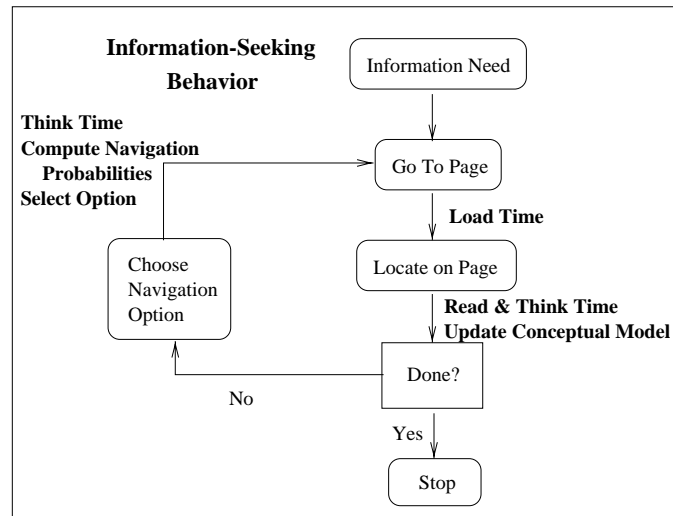 Information-Seeking
Behavior
Information Need
Think Time
Compute Navigation
Probabilities
Select Option
Go To Page
Load Time
Choose
Navigation
Option
Locate on Page
Read & Think Time
Update Conceptual Model
Done?
No
Yes
Stop